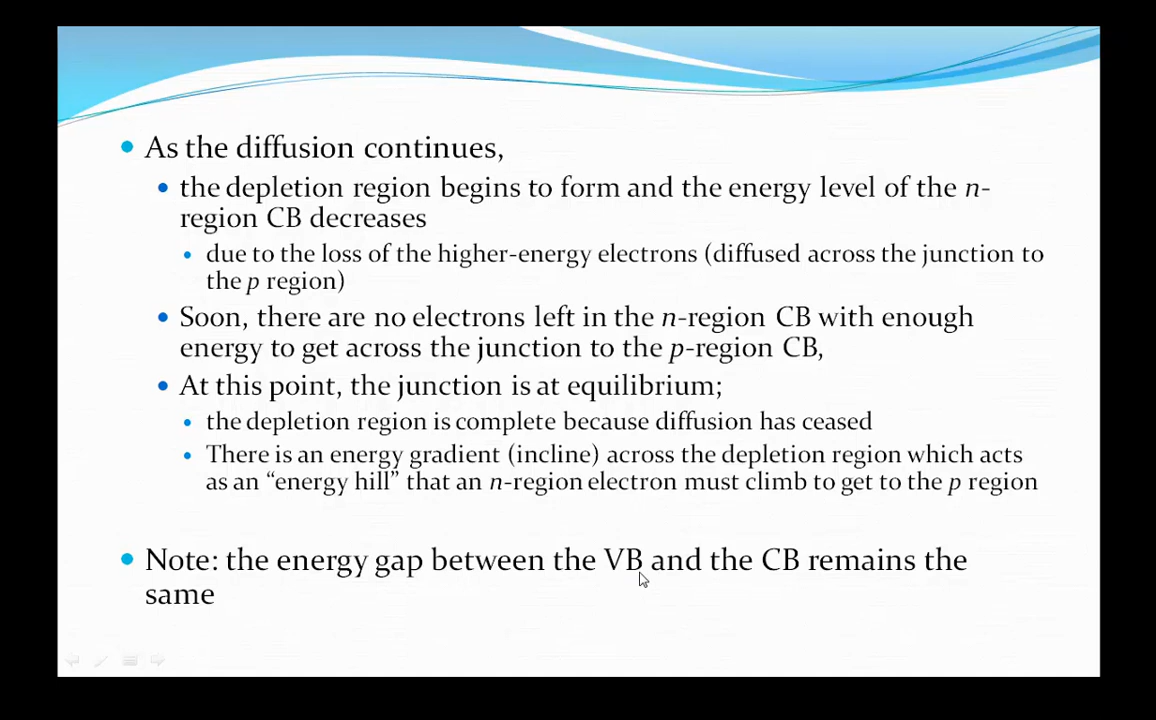 As the diffusion continues,
the depletion region begins to form and the energy level of the n-
region CB decreases
due to the loss of the higher-energy electrons (diffused across the junction to
the p region)
Soon, there are no electrons left in the n-region CB with enough
energy to get across the junction to the p-region CB,
At this point, the junction is at equilibrium;
the depletion region is complete because diffusion has ceased
There is an energy gradient (incline) across the depletion region which acts
as an “energy hill” that an n-region electron must climb to get to the p region
Note: the energy gap between the VB and the CB remains the
same